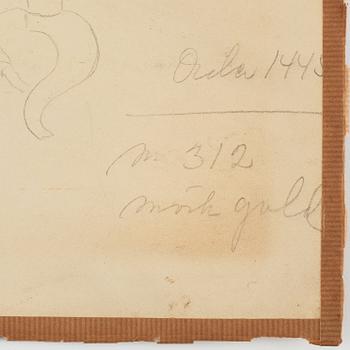 Order 1445
m 312
mörk guld